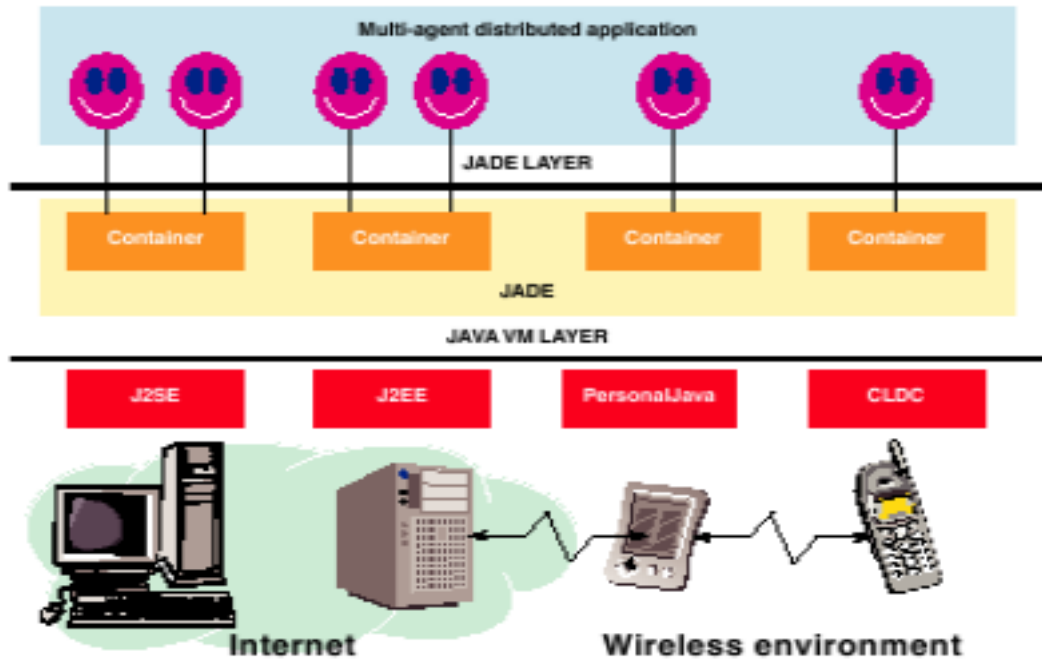 Multi-agent distributed application
JADE LAYER
Container
Container
Container
Container
JADE
JAVA VM LAYER
J2SE
J2EE
PersonalJava
CLDC
Internet
Wireless environment